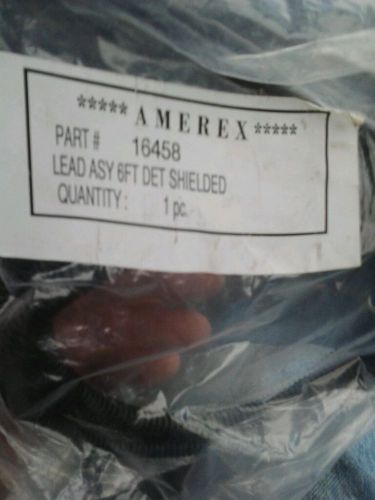 ***** AMEREX *****
PART # 16458
LEAD ASY 6FT DET SHIELDED
QUANTITY : 1 pc.